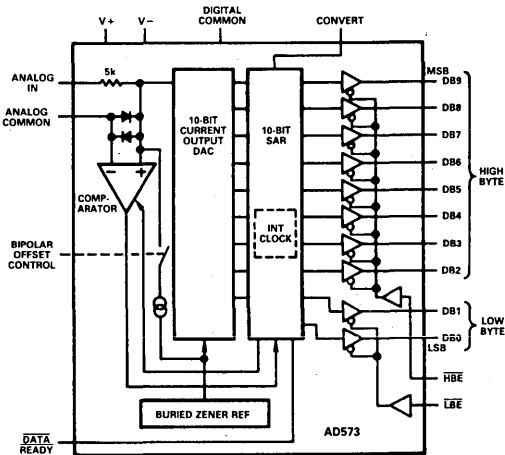 V+ V− DIGITAL COMMON CONVERT
ANALOG IN
5k
ANALOG COMMON
10-BIT CURRENT OUTPUT DAC
10-BIT SAR
INT CLOCK
− +
COMP-
ARATOR
BIPOLAR OFFSET CONTROL
BURIED ZENER REF
DATA READY
AD573
MSB
DB9
DB8
DB7
DB6
DB5
DB4
DB3
DB2
HIGH BYTE
DB1
DB0
LSB
LOW BYTE
HBE
LBE